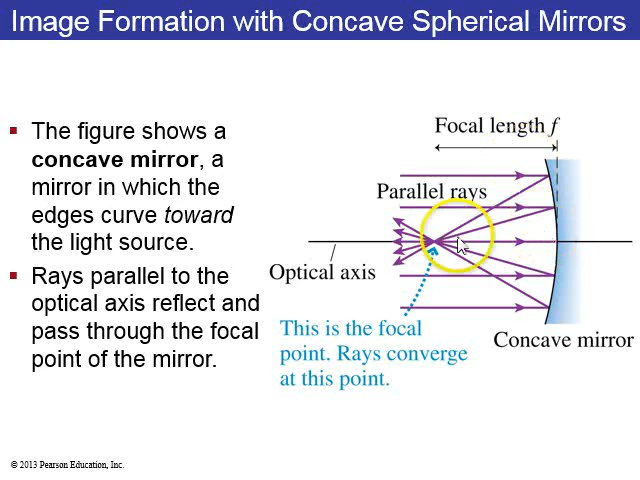 Image Formation with Concave Spherical Mirrors
The figure shows a
concave mirror, a
mirror in which the
edges curve toward
the light source.
Rays parallel to the
optical axis reflect and
pass through the focal
point of the mirror.
Focal length f
Parallel rays
Optical axis
This is the focal
point. Rays converge
at this point.
Concave mirror
© 2013 Pearson Education, Inc.